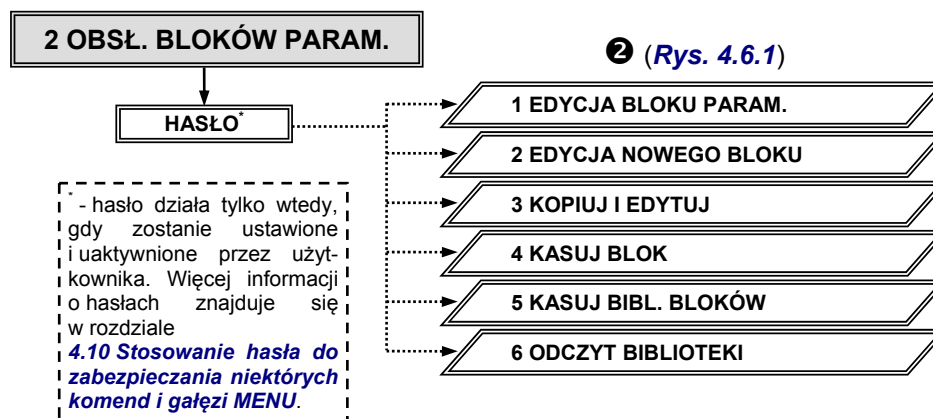 2 OBSŁ. BLOKÓW PARAM.
❷ (Rys. 4.6.1)
HASŁO*
1 EDYCJA BLOKU PARAM.
2 EDYCJA NOWEGO BLOKU
3 KOPIUJ I EDYTUJ
4 KASUJ BLOK
5 KASUJ BIBL. BLOKÓW
6 ODCZYT BIBLIOTEKI
* - hasło działa tylko wtedy,
gdy zostanie ustawione
i uaktywnione przez użyt-
kownika. Więcej informacji
o hasłach znajduje się
w rozdziale
4.10 Stosowanie hasła do
zabezpieczania niektórych
komend i gałęzi MENU.